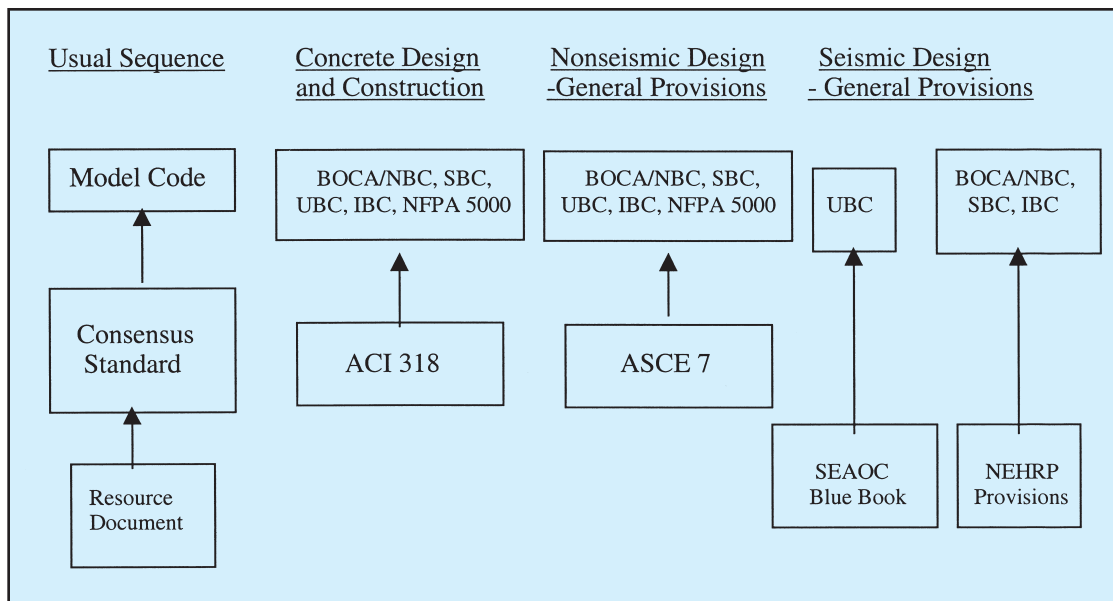 Usual Sequence
Concrete Design
and Construction
Nonseismic Design
-General Provisions
Seismic Design
- General Provisions
Model Code
BOCA/NBC, SBC,
UBC, IBC, NFPA 5000
BOCA/NBC, SBC,
UBC, IBC, NFPA 5000
UBC
BOCA/NBC,
SBC, IBC
Consensus
Standard
ACI 318
ASCE 7
Resource
Document
SEAOC
Blue Book
NEHRP
Provisions